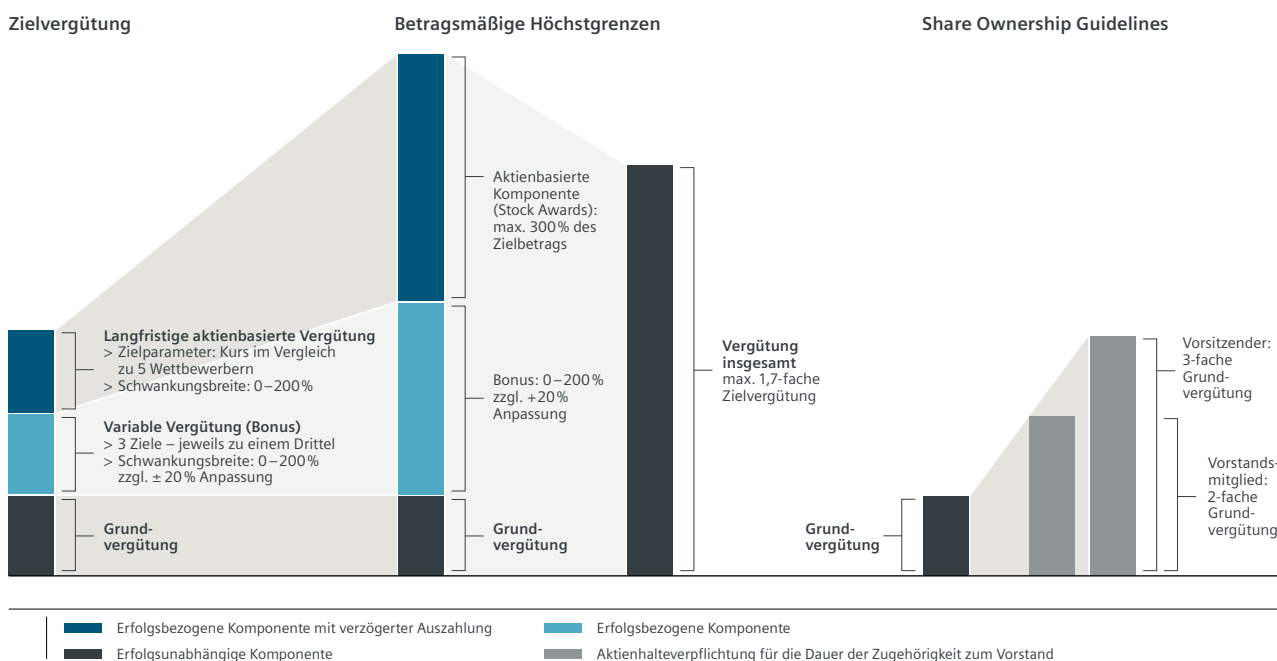 Zielvergütung
Betragsmäßige Höchstgrenzen
Share Ownership Guidelines
Langfristige aktienbasierte Vergütung
> Zielparameter: Kurs im Vergleich
zu 5 Wettbewerbern
> Schwankungsbreite: 0–200%
Variable Vergütung (Bonus)
> 3 Ziele – jeweils zu einem Drittel
> Schwankungsbreite: 0–200%
zzgl. ±20% Anpassung
Grund-
vergütung
Aktienbasierte
Komponente
(Stock Awards):
max. 300% des
Zielbetrags
Bonus: 0–200%
zzgl. +20%
Anpassung
Grund-
vergütung
Vergütung
insgesamt
max. 1,7-fache
Zielvergütung
Grund-
vergütung
Vorsitzender:
3-fache
Grund-
vergütung
Vorstands-
mitglied:
2-fache
Grund-
vergütung
Erfolgsbezogene Komponente mit verzögerter Auszahlung
Erfolgsbezogene Komponente
Erfolgsunabhängige Komponente
Aktienhalteverpflichtung für die Dauer der Zugehörigkeit zum Vorstand